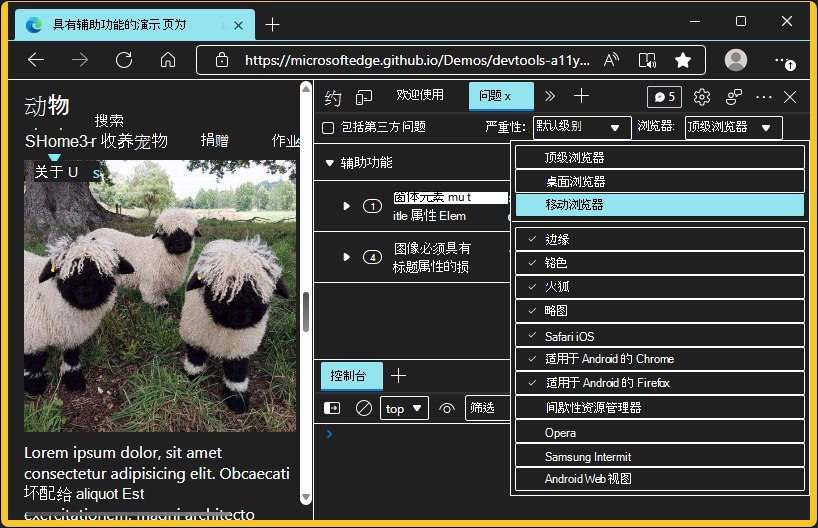 具有辅助功能的演示 页为
https://microsoftedge.github.io/Demos/devtools-a11y...
动物
搜索
SHome3-r 收养宠物 捐赠 作业
关于 U s
Lorem ipsum dolor, sit amet
consectetur adipisicing elit. Obcaecati
坏配给 aliquot Est
exercitationem, magni architecto
约 欢迎使用 问题 x 5
包括第三方问题 严重性: 默认级别 浏览器: 顶级浏览器
辅助功能
1 窗体元素 mu t
itle 属性 Elem
4 图像必须具有
标题属性的损
控制台
top 筛选
顶级浏览器
桌面浏览器
移动浏览器
边缘
铬色
火狐
略图
Safari iOS
适用于 Android 的 Chrome
适用于 Android 的 Firefox
间歇性资源管理器
Opera
Samsung Intermit
Android Web 视图